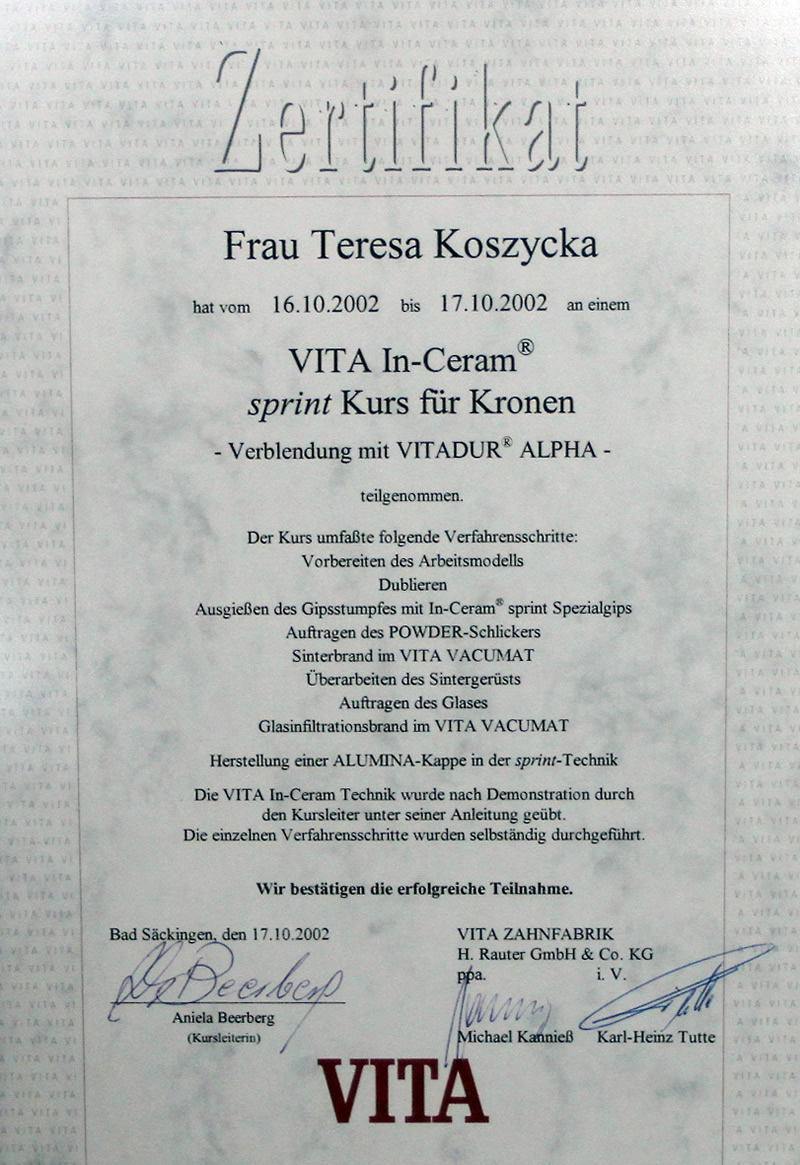 Zertifikat
Frau Teresa Koszycka
hat vom 16.10.2002 bis 17.10.2002 an einem
VITA In-Ceram®
sprint Kurs für Kronen
- Verblendung mit VITADUR® ALPHA -
teilgenommen.
Der Kurs umfaßte folgende Verfahrensschritte:
Vorbereiten des Arbeitsmodells
Dublieren
Ausgießen des Gipsstumpfes mit In-Ceram® sprint Spezialgips
Auftragen des POWDER-Schlickers
Sinterbrand im VITA VACUMAT
Überarbeiten des Sintergerüsts
Auftragen des Glases
Glasinfiltrationsbrand im VITA VACUMAT
Herstellung einer ALUMINA-Kappe in der sprint-Technik
Die VITA In-Ceram Technik wurde nach Demonstration durch
den Kursleiter unter seiner Anleitung geübt.
Die einzelnen Verfahrensschritte wurden selbständig durchgeführt.
Wir bestätigen die erfolgreiche Teilnahme.
Bad Säckingen, den 17.10.2002
Beerberg
Aniela Beerberg
(Kursleiterin)
VITA ZAHNFABRIK
H. Rauter GmbH & Co. KG
ppa. i. V.
Michael Kannieß Karl-Heinz Tutte
VITA